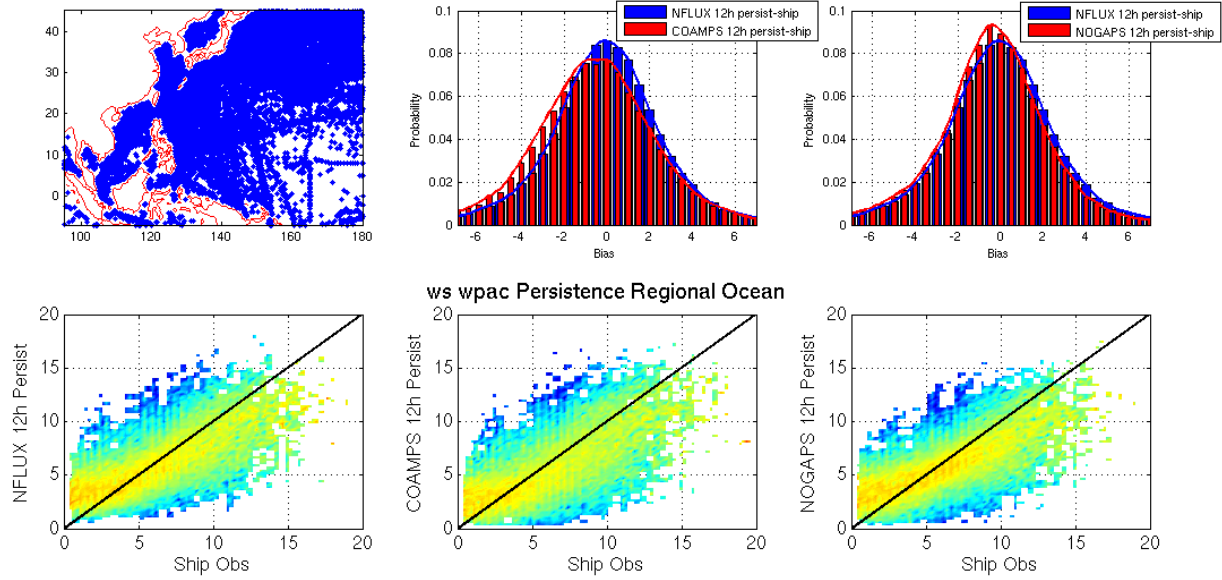 40
30
20
10
0
100 120 140 160 180
NFLUX 12h persist-ship
COAMPS 12h persist-ship
0.1
0.08
0.06
0.04
0.02
0
Probability
-6 -4 -2 0 2 4 6
Bias
NFLUX 12h persist-ship
NOGAPS 12h persist-ship
0.1
0.08
0.06
0.04
0.02
0
Probability
-6 -4 -2 0 2 4 6
Bias
ws wpac Persistence Regional Ocean
20
15
10
5
0
NFLUX 12h Persist
0 5 10 15 20
Ship Obs
20
15
10
5
0
COAMPS 12h Persist
0 5 10 15 20
Ship Obs
20
15
10
5
0
NOGAPS 12h Persist
0 5 10 15 20
Ship Obs